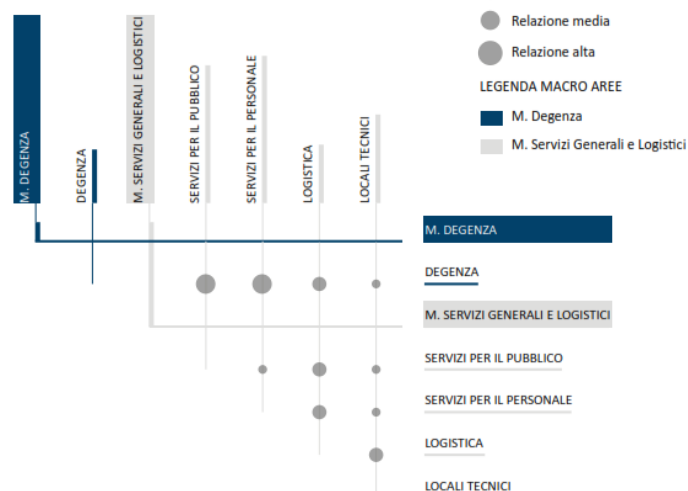 M. DEGENZA
DEGENZA
M. SERVIZI GENERALI E LOGISTICI
SERVIZI PER IL PUBBLICO
SERVIZI PER IL PERSONALE
LOGISTICA
LOCALI TECNICI
Relazione media
Relazione alta
LEGENDA MACRO AREE
M. Degenza
M. Servizi Generali e Logistici
M. DEGENZA
DEGENZA
M. SERVIZI GENERALI E LOGISTICI
SERVIZI PER IL PUBBLICO
SERVIZI PER IL PERSONALE
LOGISTICA
LOCALI TECNICI